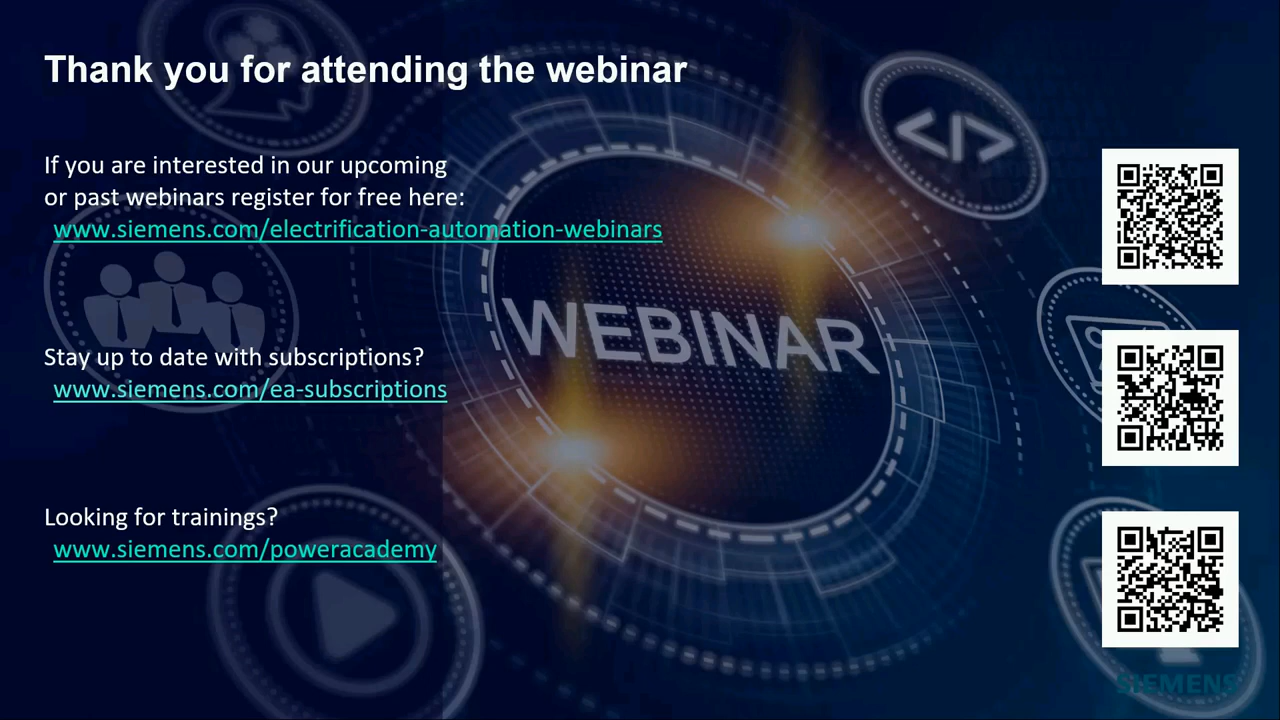 Thank you for attending the webinar
If you are interested in our upcoming
or past webinars register for free here:
www.siemens.com/electrification-automation-webinars
WEBINAR
Stay up to date with subscriptions?
www.siemens.com/ea-subscriptions
Looking for trainings?
www.siemens.com/poweracademy
SIEMENS